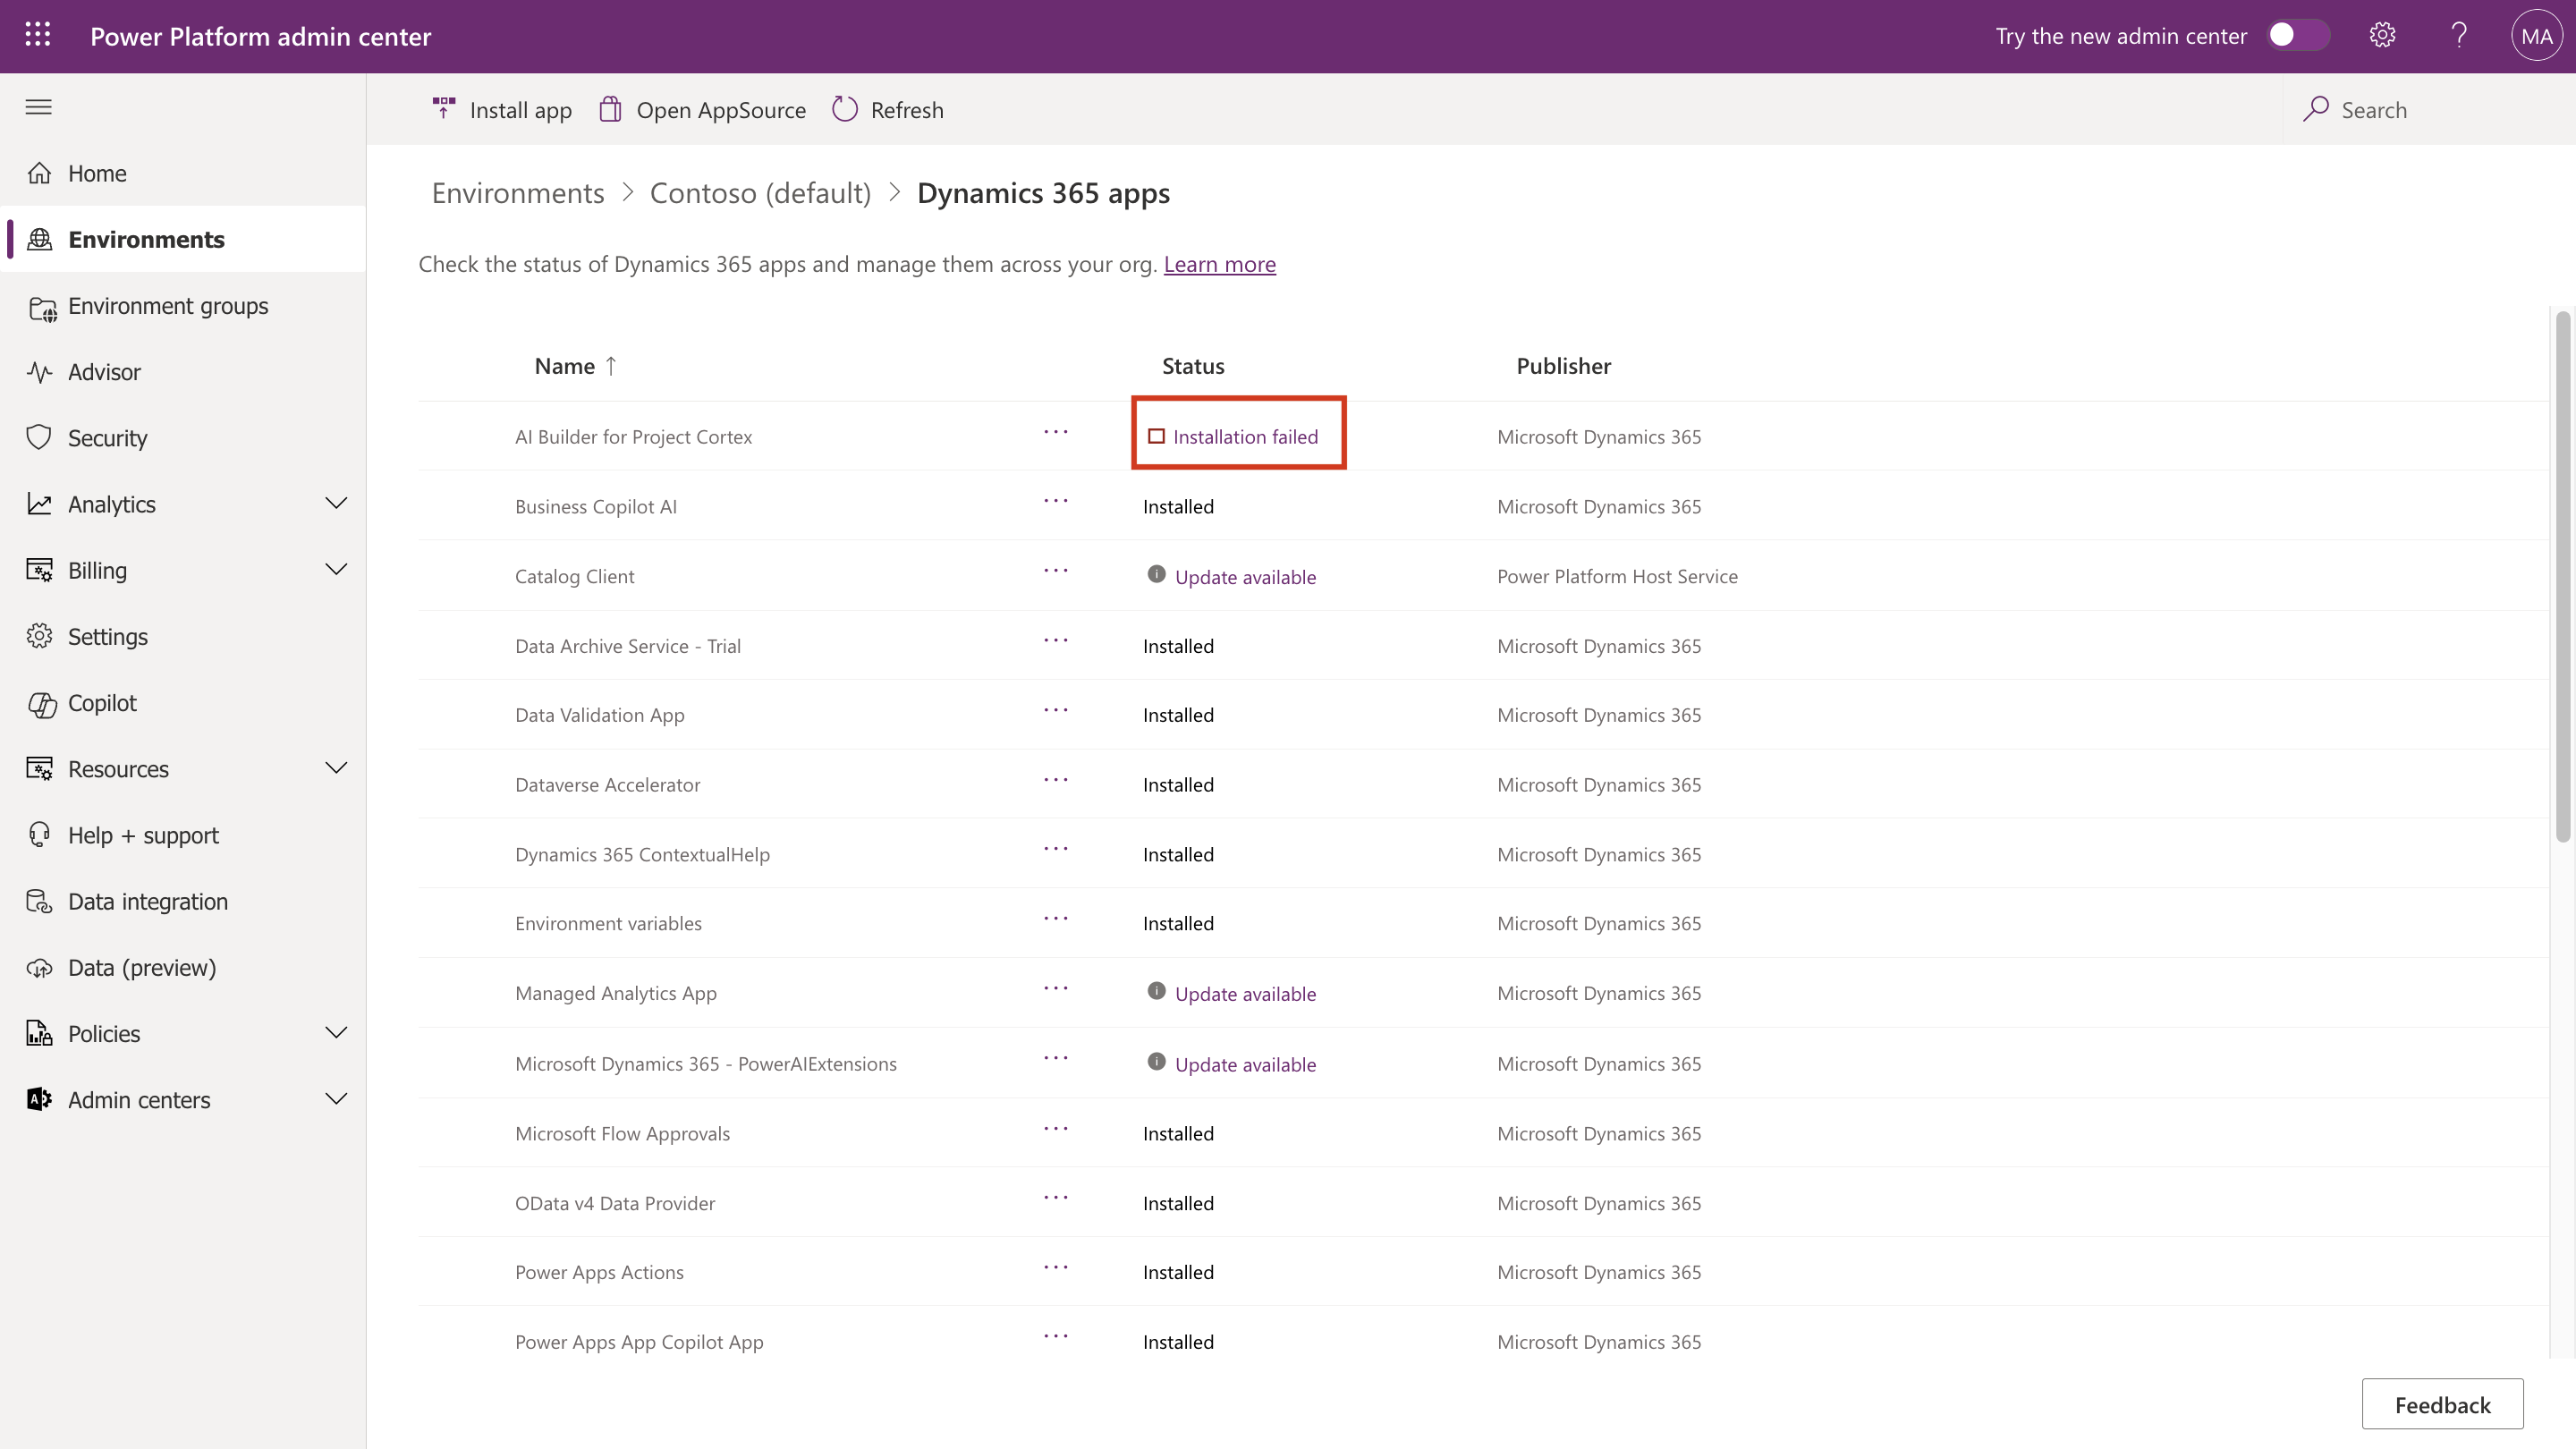 Power Platform admin center
Try the new admin center
?
MA
Install app
Open AppSource
Refresh
Search
Home
Environments
Environment groups
Advisor
Security
Analytics
Billing
Settings
Copilot
Resources
Help + support
Data integration
Data (preview)
Policies
Admin centers
Environments > Contoso (default) > Dynamics 365 apps
Check the status of Dynamics 365 apps and manage them across your org. Learn more
Name ↑ Status Publisher
AI Builder for Project Cortex ··· Installation failed Microsoft Dynamics 365
Business Copilot AI ··· Installed Microsoft Dynamics 365
Catalog Client ··· Update available Power Platform Host Service
Data Archive Service - Trial ··· Installed Microsoft Dynamics 365
Data Validation App ··· Installed Microsoft Dynamics 365
Dataverse Accelerator ··· Installed Microsoft Dynamics 365
Dynamics 365 ContextualHelp ··· Installed Microsoft Dynamics 365
Environment variables ··· Installed Microsoft Dynamics 365
Managed Analytics App ··· Update available Microsoft Dynamics 365
Microsoft Dynamics 365 - PowerAIExtensions ··· Update available Microsoft Dynamics 365
Microsoft Flow Approvals ··· Installed Microsoft Dynamics 365
OData v4 Data Provider ··· Installed Microsoft Dynamics 365
Power Apps Actions ··· Installed Microsoft Dynamics 365
Power Apps App Copilot App ··· Installed Microsoft Dynamics 365
Feedback